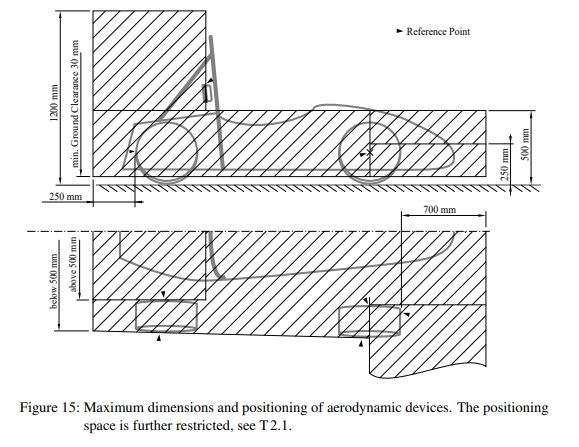 Reference Point
1200 mm
min. Ground Clearance 30 mm
250 mm
500 mm
250 mm
700 mm
below 500 mm
above 500 mm
Figure 15: Maximum dimensions and positioning of aerodynamic devices. The positioning
space is further restricted, see T 2.1.